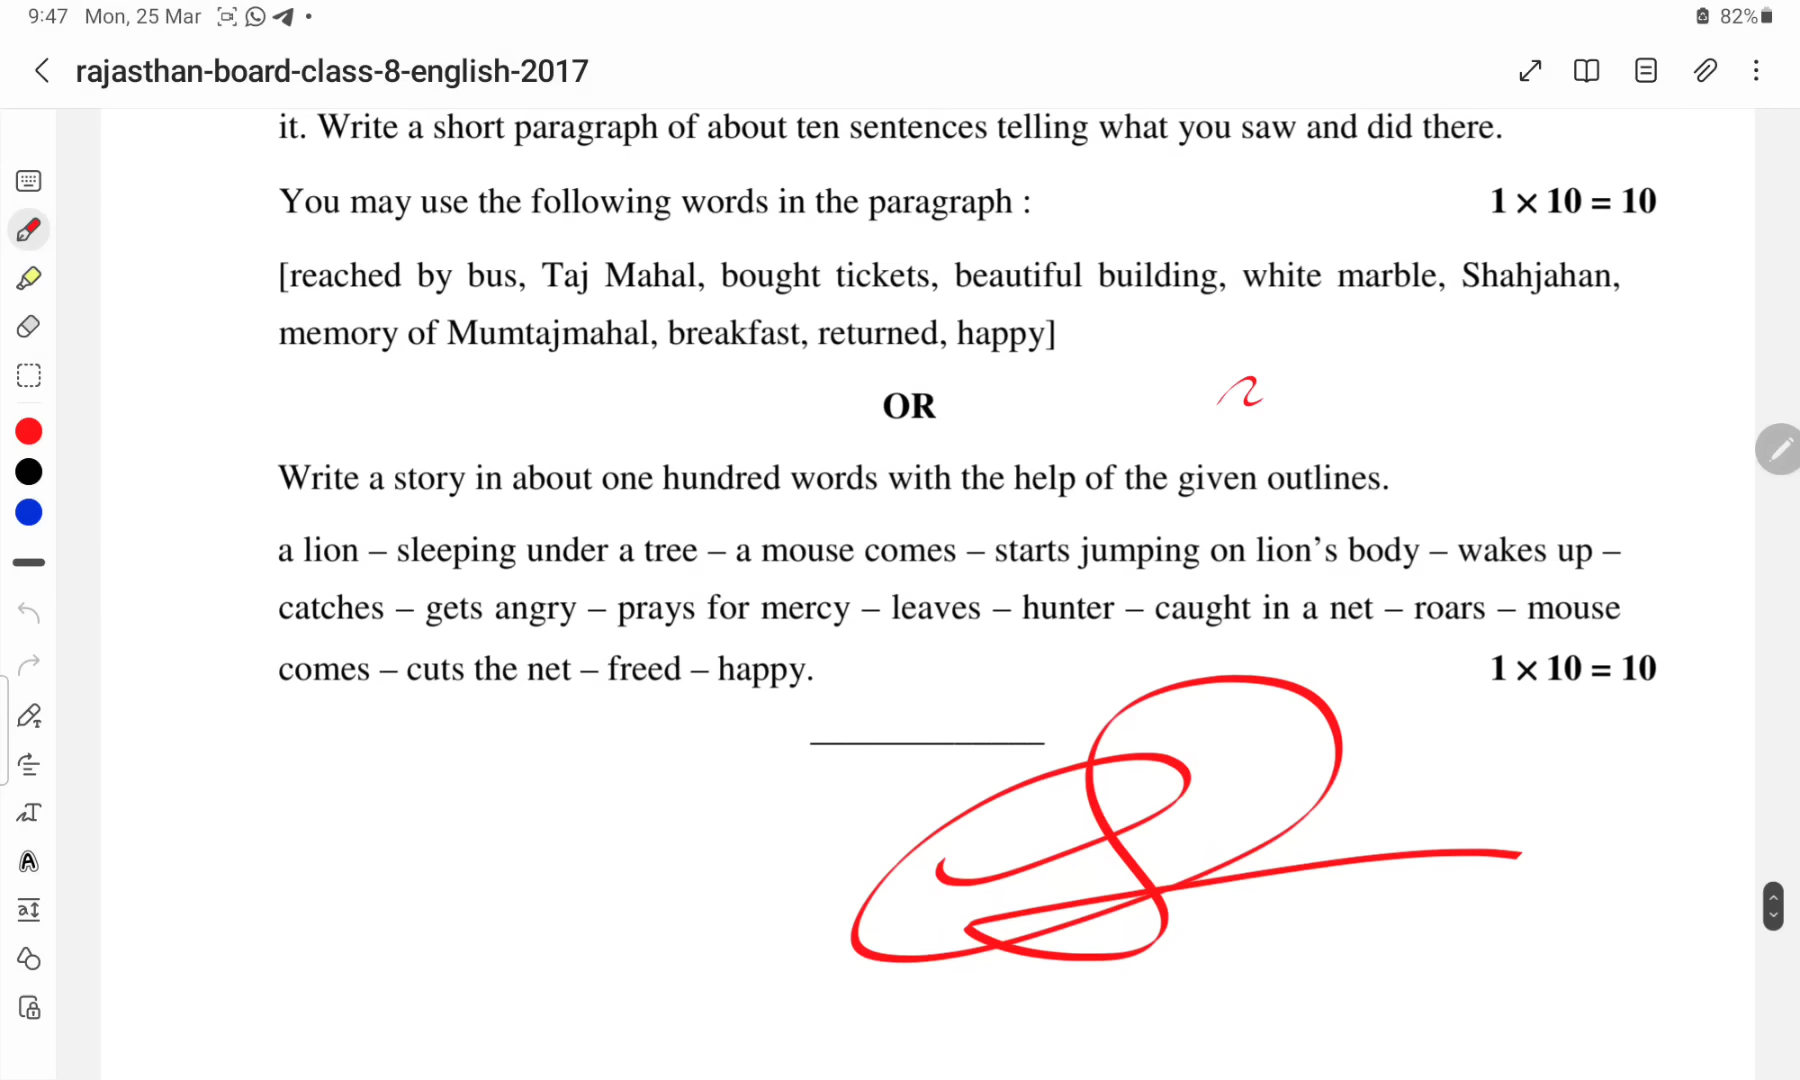 9:47 Mon, 25 Mar
82%
rajasthan-board-class-8-english-2017
it. Write a short paragraph of about ten sentences telling what you saw and did there.
You may use the following words in the paragraph : 1 × 10 = 10
[reached by bus, Taj Mahal, bought tickets, beautiful building, white marble, Shahjahan,
memory of Mumtajmahal, breakfast, returned, happy]
OR
Write a story in about one hundred words with the help of the given outlines.
a lion – sleeping under a tree – a mouse comes – starts jumping on lion’s body – wakes up –
catches – gets angry – prays for mercy – leaves – hunter – caught in a net – roars – mouse
comes – cuts the net – freed – happy. 1 × 10 = 10